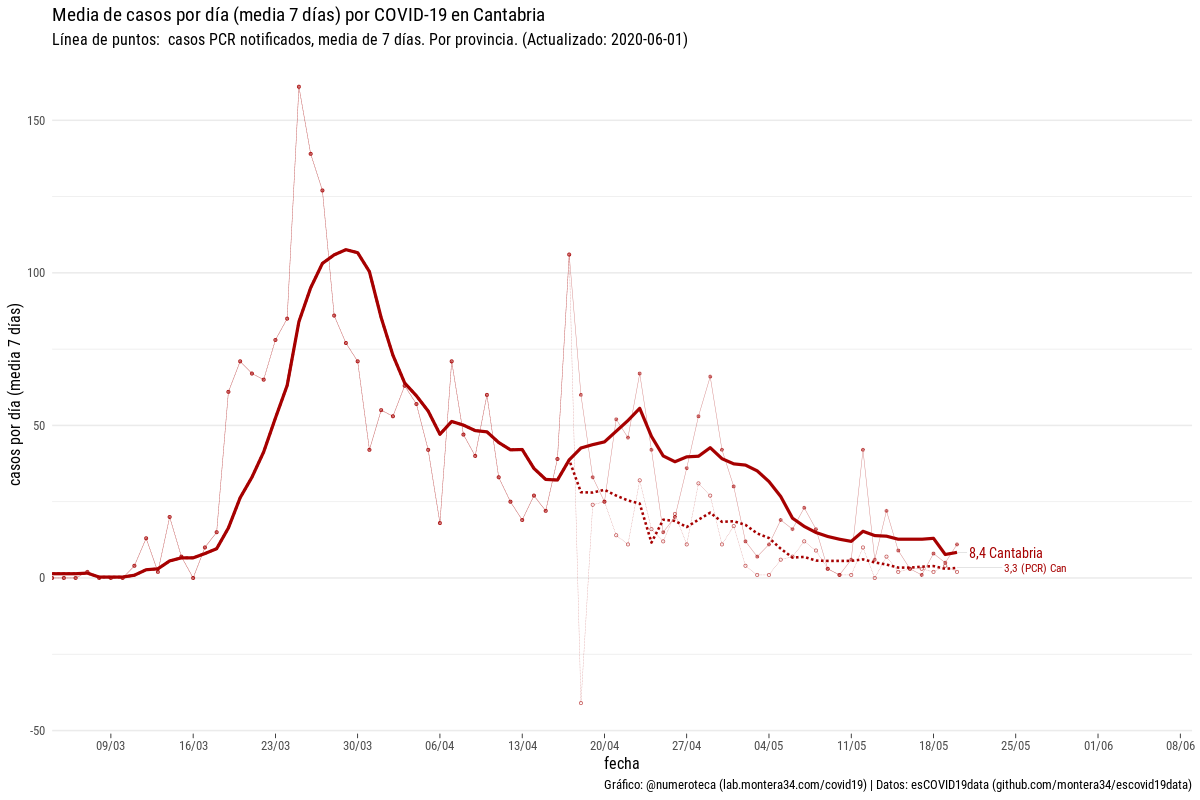 Media de casos por día (media 7 días) por COVID-19 en Cantabria
Línea de puntos:  casos PCR notificados, media de 7 días. Por provincia. (Actualizado: 2020-06-01)
casos por día (media 7 días)
150
100
50
0
-50
8,4 Cantabria
3,3 (PCR) Can
09/03 16/03 23/03 30/03 06/04 13/04 20/04 27/04 04/05 11/05 18/05 25/05 01/06 08/06
fecha
Gráfico: @numeroteca (lab.montera34.com/covid19) | Datos: esCOVID19data (github.com/montera34/escovid19data)